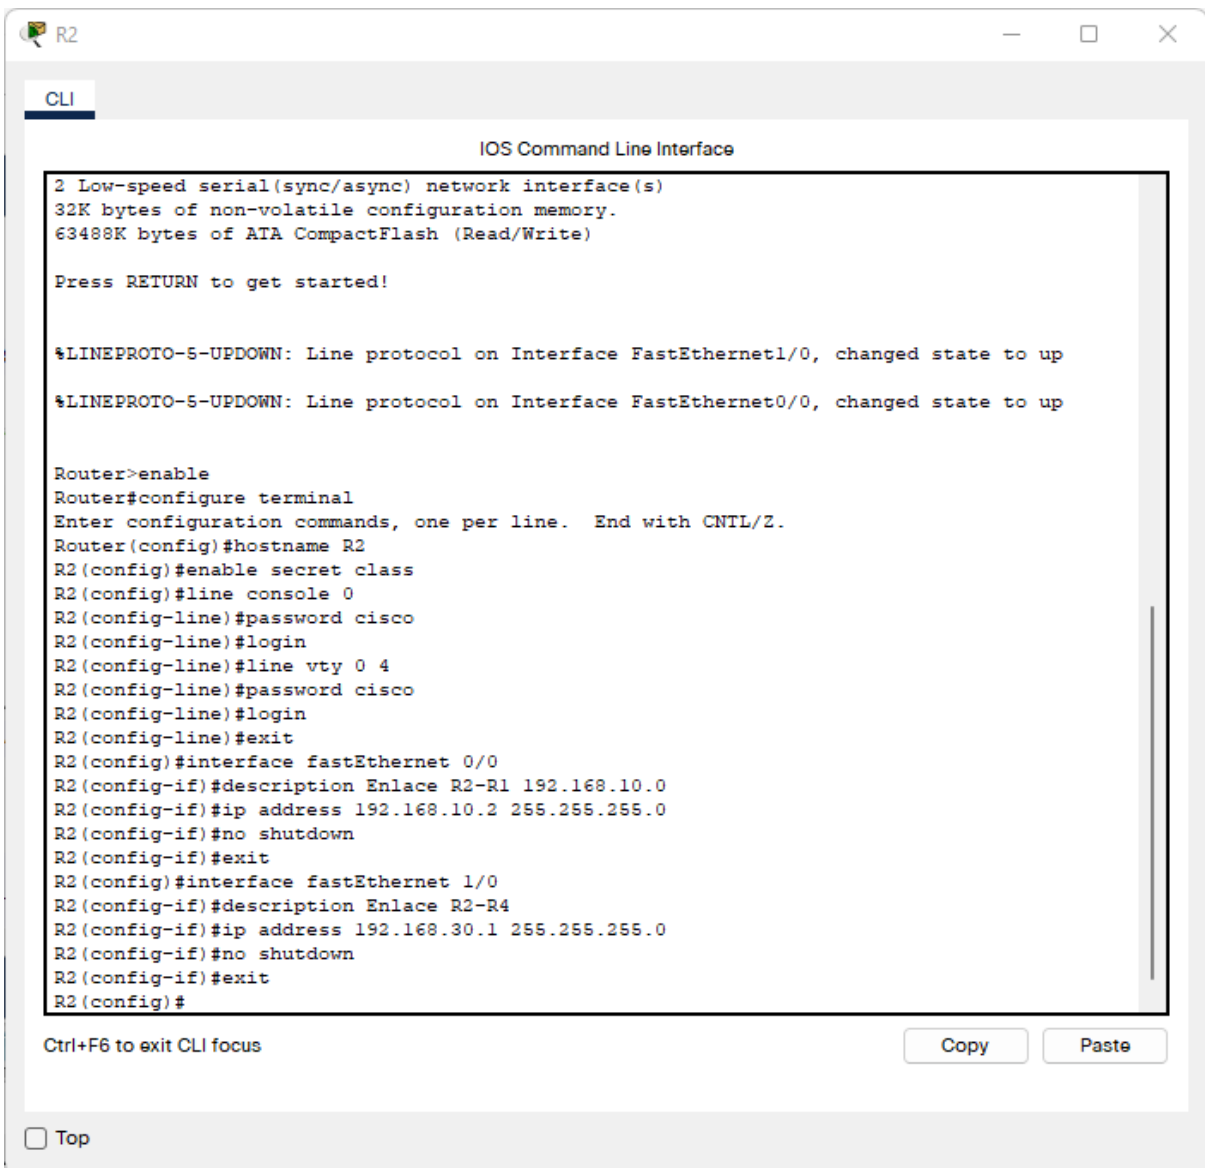 R2
CLI
IOS Command Line Interface
2 Low-speed serial(sync/async) network interface(s)
32K bytes of non-volatile configuration memory.
63488K bytes of ATA CompactFlash (Read/Write)
Press RETURN to get started!
%LINEPROTO-5-UPDOWN: Line protocol on Interface FastEthernet1/0, changed state to up
%LINEPROTO-5-UPDOWN: Line protocol on Interface FastEthernet0/0, changed state to up
Router>enable
Router#configure terminal
Enter configuration commands, one per line.  End with CNTL/Z.
Router(config)#hostname R2
R2(config)#enable secret class
R2(config)#line console 0
R2(config-line)#password cisco
R2(config-line)#login
R2(config-line)#line vty 0 4
R2(config-line)#password cisco
R2(config-line)#login
R2(config-line)#exit
R2(config)#interface fastEthernet 0/0
R2(config-if)#description Enlace R2-R1 192.168.10.0
R2(config-if)#ip address 192.168.10.2 255.255.255.0
R2(config-if)#no shutdown
R2(config-if)#exit
R2(config)#interface fastEthernet 1/0
R2(config-if)#description Enlace R2-R4
R2(config-if)#ip address 192.168.30.1 255.255.255.0
R2(config-if)#no shutdown
R2(config-if)#exit
R2(config)#
Ctrl+F6 to exit CLI focus
Copy
Paste
Top